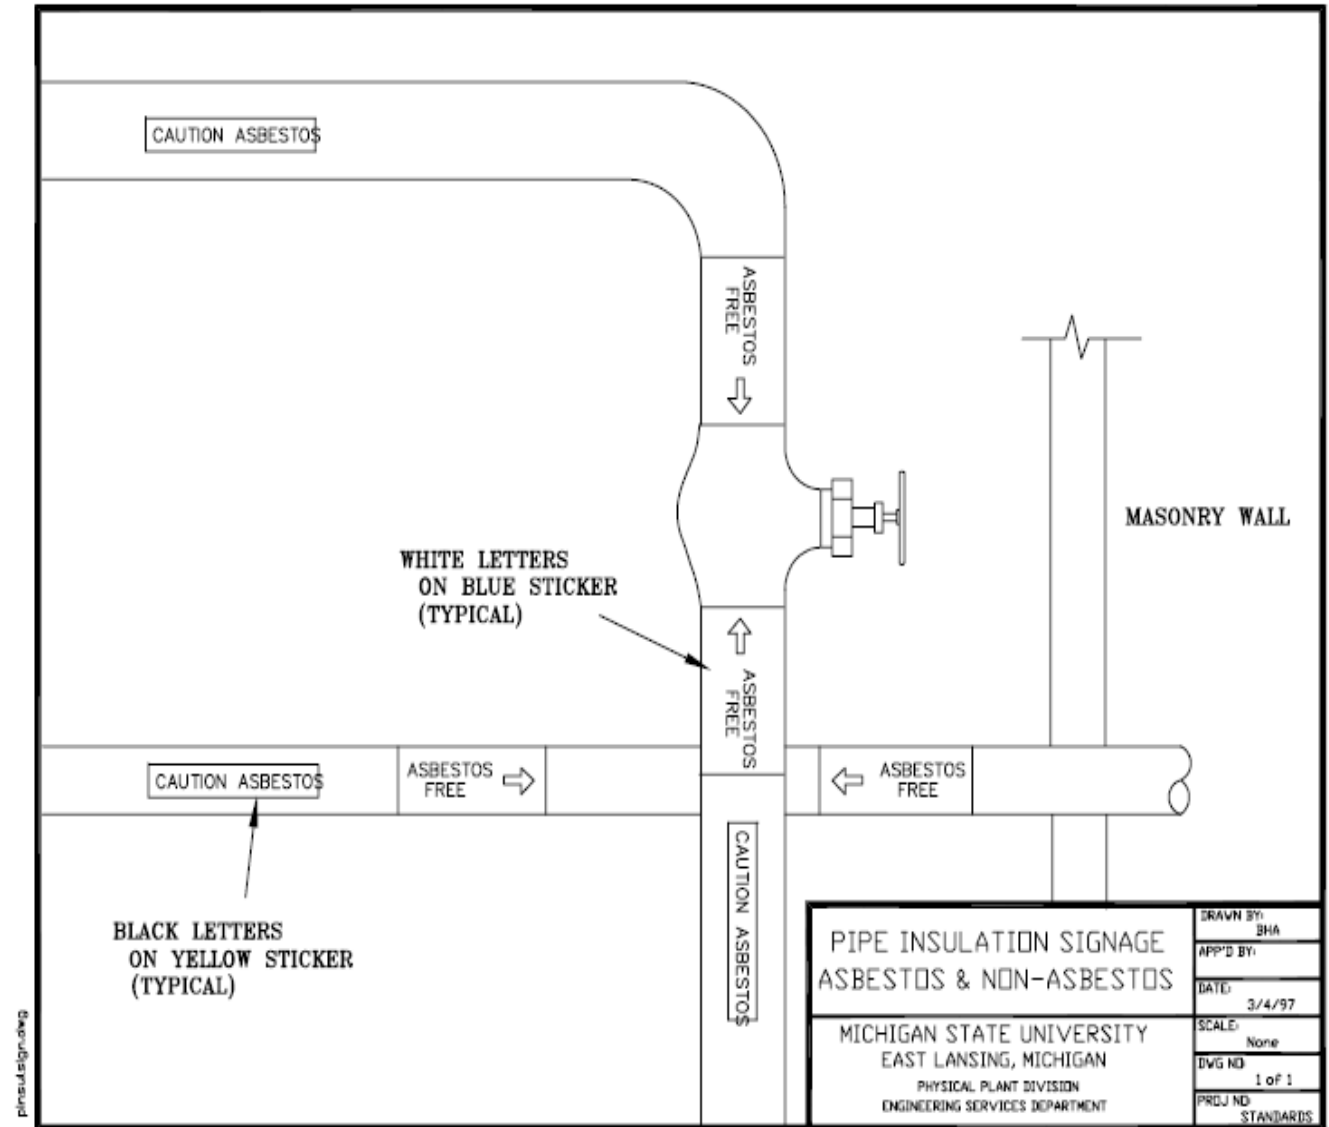 CAUTION ASBESTOS
ASBESTOS
FREE
MASONRY WALL
WHITE LETTERS
ON BLUE STICKER
(TYPICAL)
ASBESTOS
FREE
CAUTION ASBESTOS
ASBESTOS
FREE
ASBESTOS
FREE
CAUTION ASBESTOS
BLACK LETTERS
ON YELLOW STICKER
(TYPICAL)
PIPE INSULATION SIGNAGE
ASBESTOS & NON-ASBESTOS
MICHIGAN STATE UNIVERSITY
EAST LANSING, MICHIGAN
PHYSICAL PLANT DIVISION
ENGINEERING SERVICES DEPARTMENT
DRAWN BY:
BHA
APP'D BY:
DATE:
3/4/97
SCALE:
None
DWG NO
1 of 1
PROJ NO
STANDARDS
pinsulsign.dwg